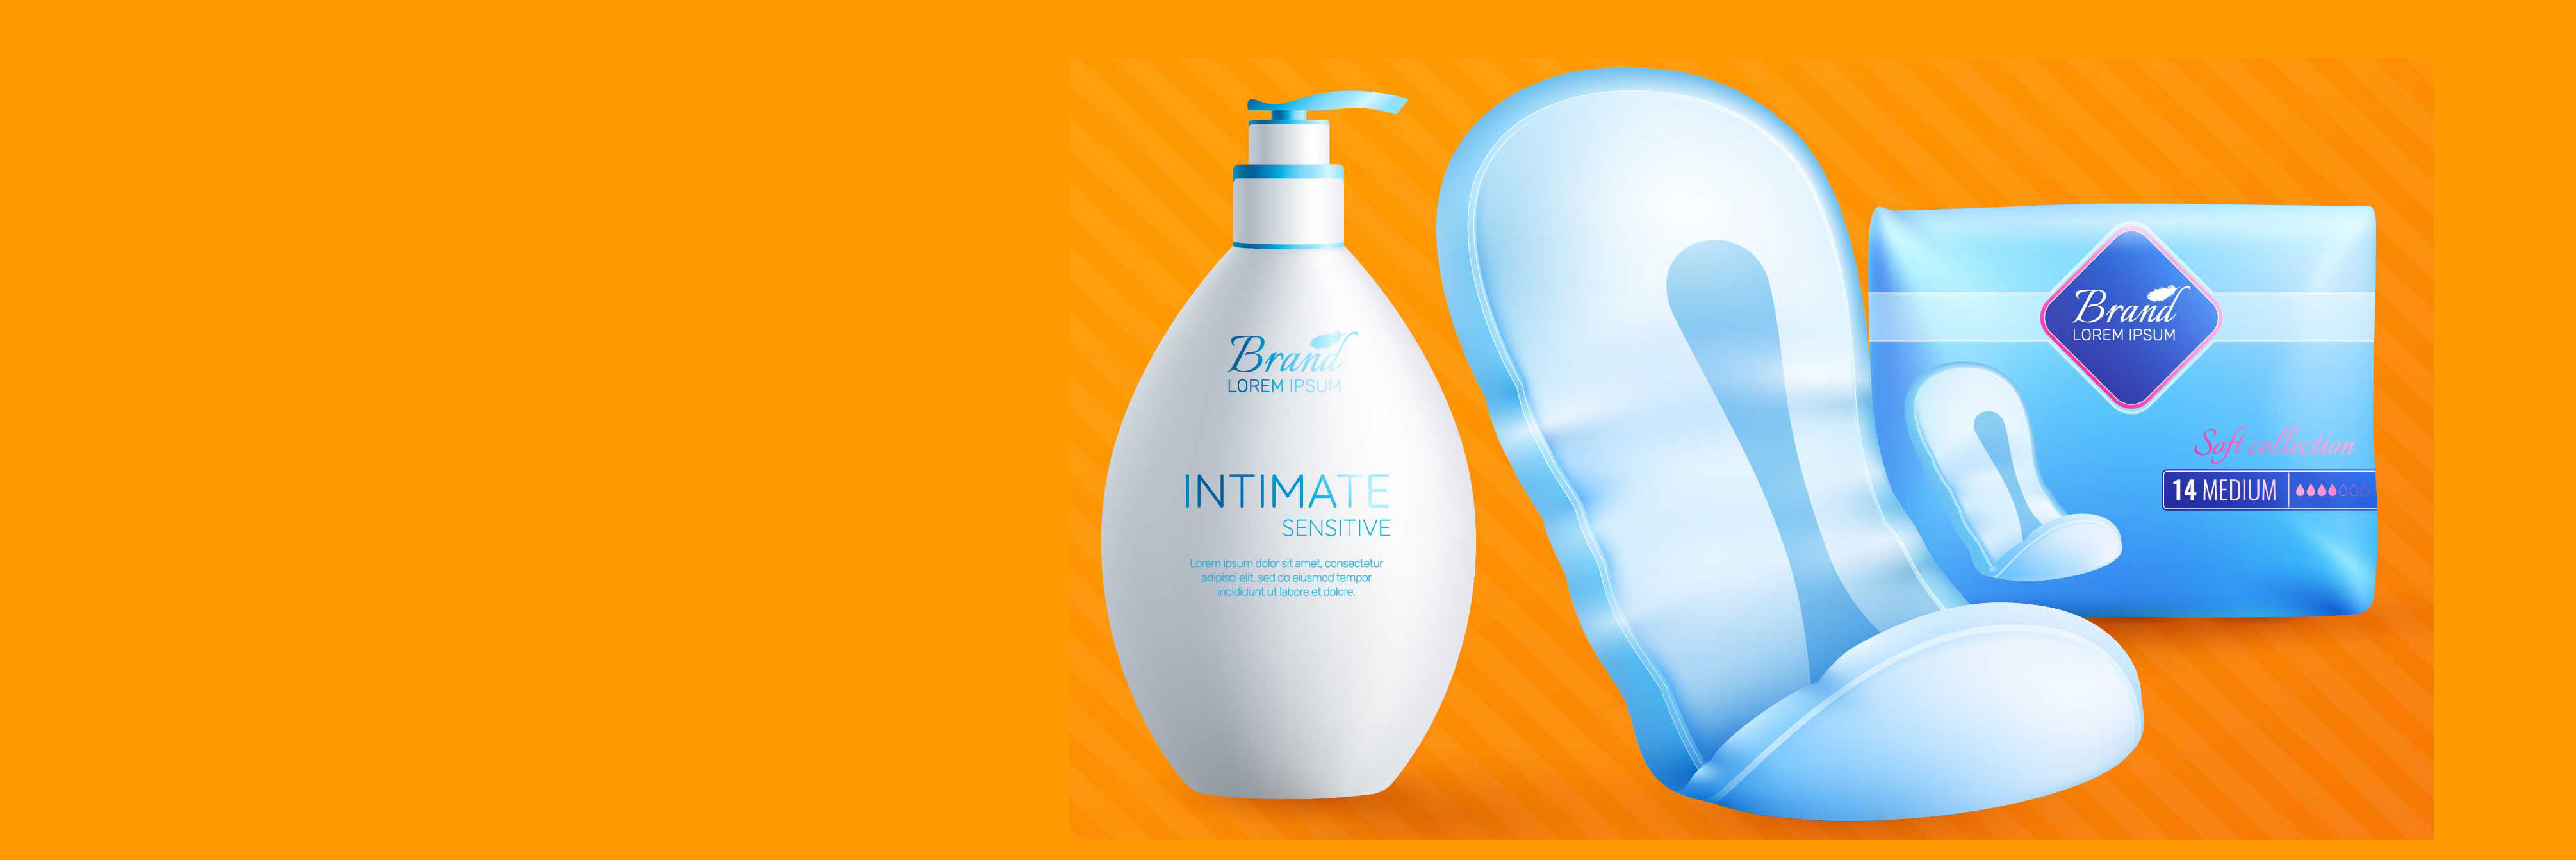 Brand
LOREM IPSUM
INTIMATE
SENSITIVE
Lorem ipsum dolor sit amet, consectetur
adipisci elit, sed do eiusmod tempor
incididunt ut labore et dolore.
Brand
LOREM IPSUM
Soft collection
14 MEDIUM